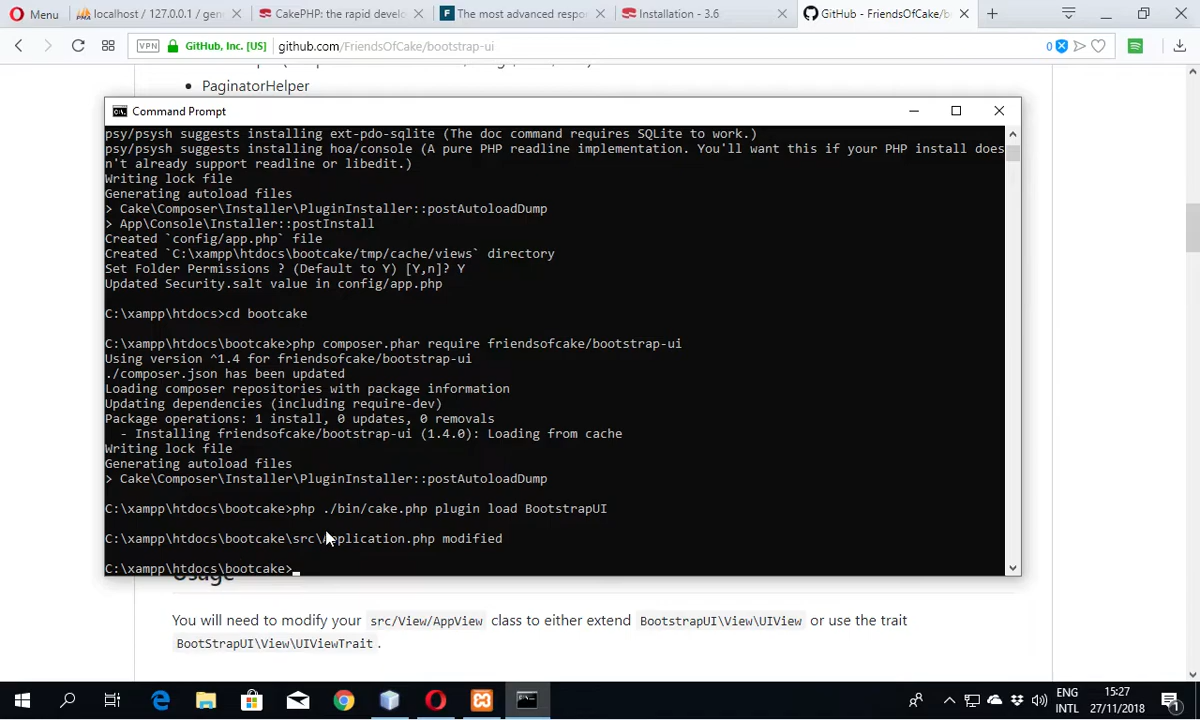 Menu
localhost / 127.0.0.1 / gen
CakePHP: the rapid devel
The most advanced respo
Installation - 3.6
GitHub - FriendsOfCake/b
VPN
GitHub, Inc. [US]
github.com/FriendsOfCake/bootstrap-ui
0
PaginatorHelper
Command Prompt
psy/psysh suggests installing ext-pdo-sqlite (The doc command requires SQLite to work.)
psy/psysh suggests installing hoa/console (A pure PHP readline implementation. You'll want this if your PHP install does
n't already support readline or libedit.)
Writing lock file
Generating autoload files
> Cake\Composer\Installer\PluginInstaller::postAutoloadDump
> App\Console\Installer::postInstall
Created `config/app.php` file
Created `C:\xampp\htdocs\bootcake/tmp/cache/views` directory
Set Folder Permissions ? (Default to Y) [Y,n]? Y
Updated Security.salt value in config/app.php
C:\xampp\htdocs>cd bootcake
C:\xampp\htdocs\bootcake>php composer.phar require friendsofcake/bootstrap-ui
Using version ^1.4 for friendsofcake/bootstrap-ui
./composer.json has been updated
Loading composer repositories with package information
Updating dependencies (including require-dev)
Package operations: 1 install, 0 updates, 0 removals
- Installing friendsofcake/bootstrap-ui (1.4.0): Loading from cache
Writing lock file
Generating autoload files
> Cake\Composer\Installer\PluginInstaller::postAutoloadDump
C:\xampp\htdocs\bootcake>php ./bin/cake.php plugin load BootstrapUI
C:\xampp\htdocs\bootcake\src\Application.php modified
C:\xampp\htdocs\bootcake>_
Usage
You will need to modify your src/View/AppView class to either extend BootstrapUI\View\UIView or use the trait
BootStrapUI\View\UIViewTrait.
ENG
INTL
15:27
27/11/2018
1